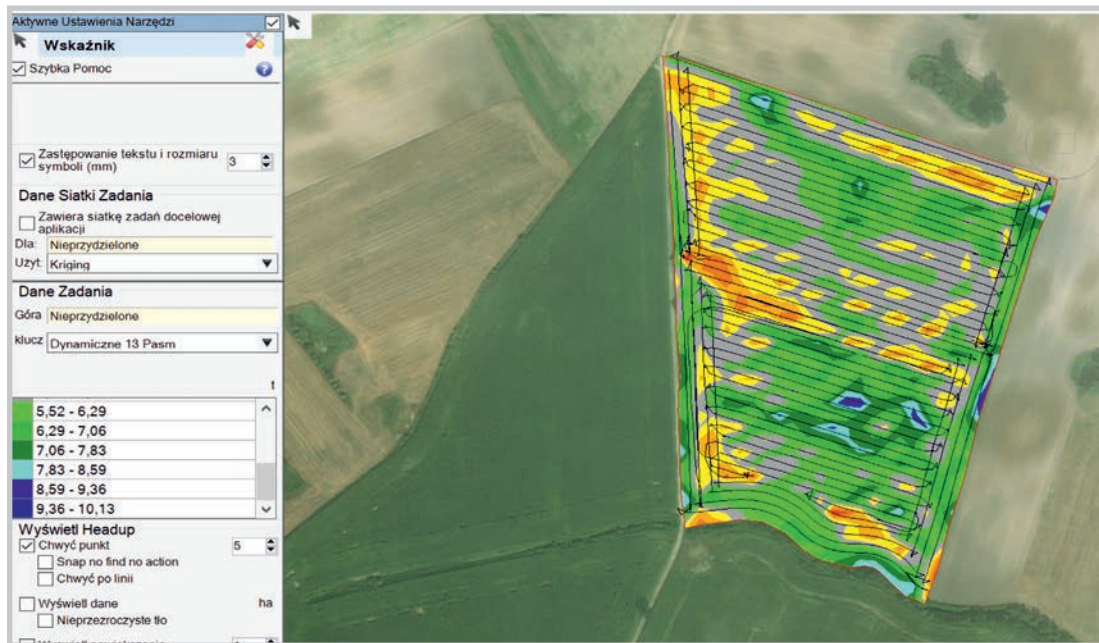 Aktywne Ustawienia Narzędzi
Wskaźnik
Szybka Pomoc
Zastępowanie tekstu i rozmiaru
symboli (mm)
3
Dane Siatki Zadania
Zawiera siatkę zadań docelowej
aplikacji
Dla: Nieprzydzielone
Użyt: Kriging
Dane Zadania
Góra Nieprzydzielone
klucz Dynamiczne 13 Pasm
t
5,52 - 6,29
6,29 - 7,06
7,06 - 7,83
7,83 - 8,59
8,59 - 9,36
9,36 - 10,13
Wyświetl Headup
Chwyć punkt 5
Snap no find no action
Chwyć po linii
Wyświetl dane ha
Nieprzezroczyste tło